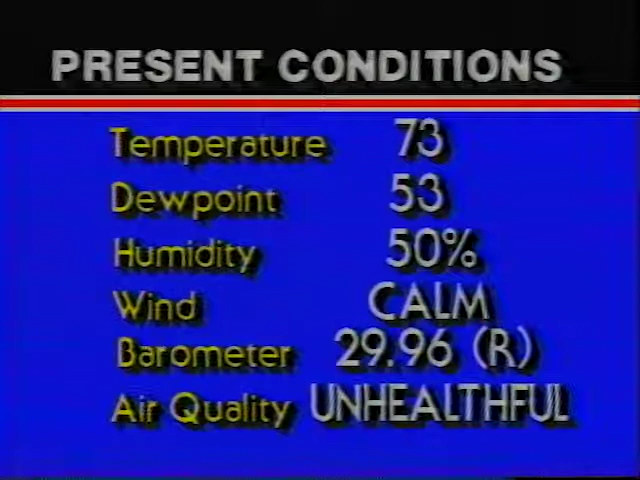 PRESENT CONDITIONS
Temperature 73
Dewpoint 53
Humidity 50%
Wind CALM
Barometer 29.96 (R)
Air Quality UNHEALTHFUL